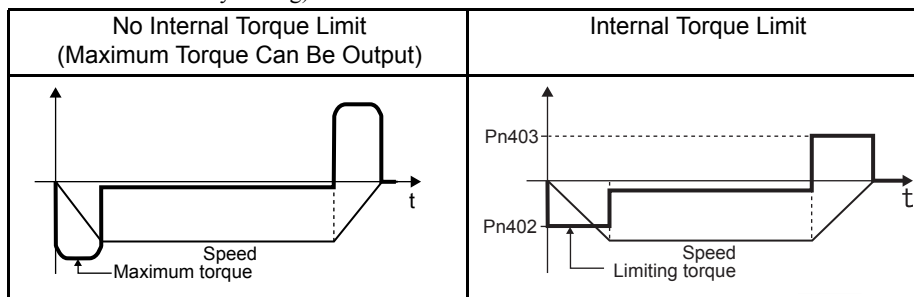 No Internal Torque Limit
(Maximum Torque Can Be Output)
Internal Torque Limit
t
Speed
Maximum torque
Pn403
t
Pn402
Speed
Limiting torque